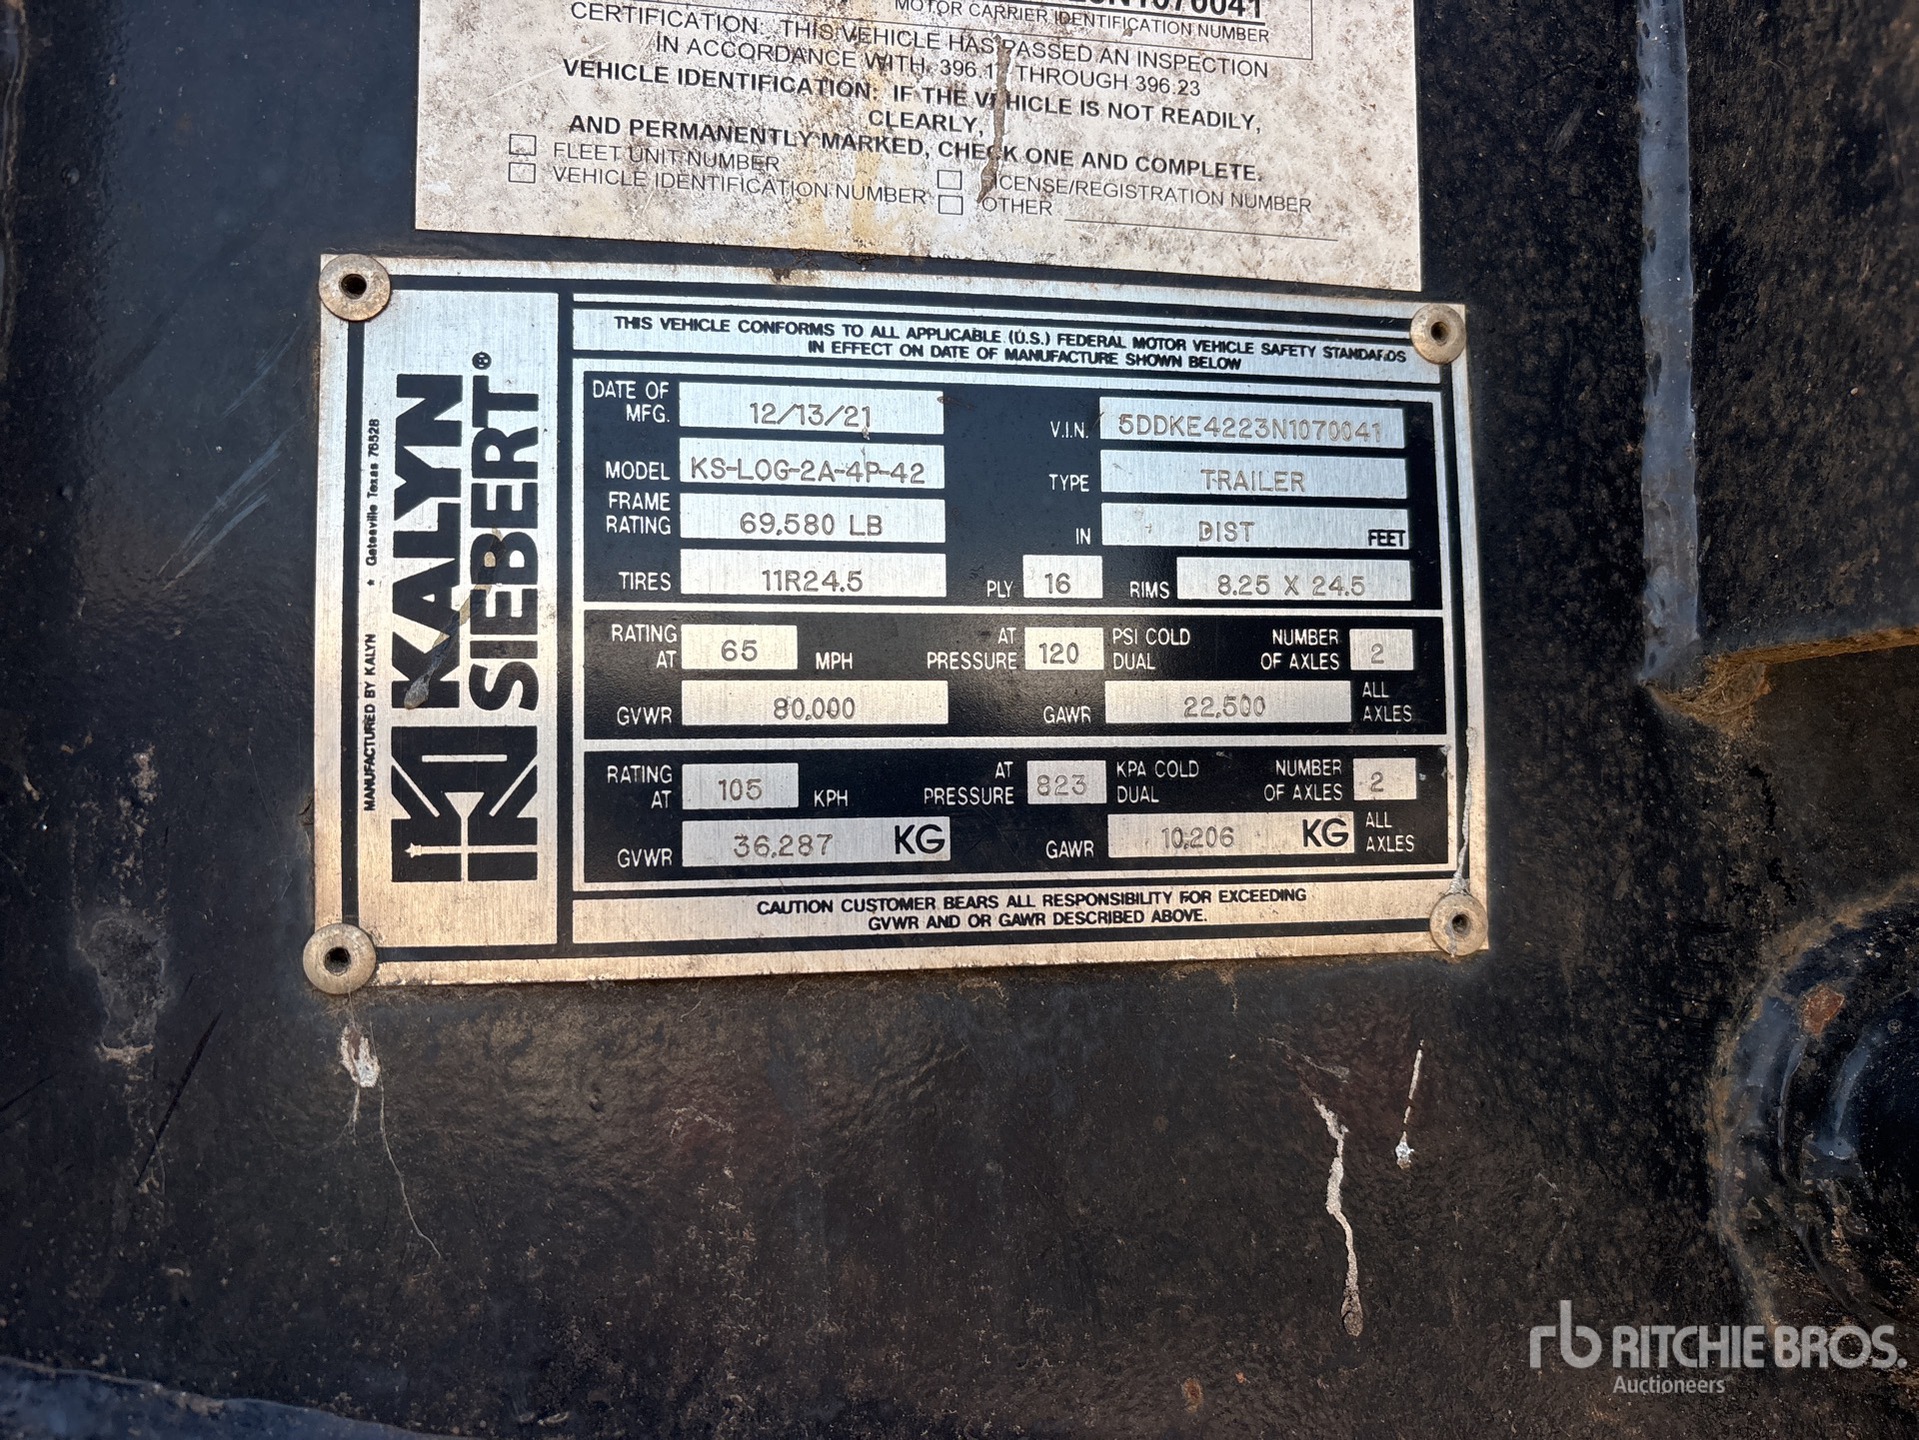 N1070041
MOTOR CARRIER IDENTIFICATION NUMBER
CERTIFICATION: THIS VEHICLE HAS PASSED AN INSPECTION
IN ACCORDANCE WITH, 396.1 THROUGH 396.23
VEHICLE IDENTIFICATION: IF THE VEHICLE IS NOT READILY,
CLEARLY,
AND PERMANENTLY MARKED, CHECK ONE AND COMPLETE.
FLEET UNIT NUMBER
VEHICLE IDENTIFICATION NUMBER
LICENSE/REGISTRATION NUMBER
OTHER
MANUFACTURED BY KALYN ★ Gatesville Texas 76528
KALYN
SIEBERT®
THIS VEHICLE CONFORMS TO ALL APPLICABLE (U.S.) FEDERAL MOTOR VEHICLE SAFETY STANDARDS
IN EFFECT ON DATE OF MANUFACTURE SHOWN BELOW
DATE OF MFG. 12/13/21 V.I.N. 5DDKE4223N1070041
MODEL KS-LOG-2A-4P-42 TYPE TRAILER
FRAME RATING 69,580 LB IN DIST FEET
TIRES 11R24.5 PLY 16 RIMS 8.25 X 24.5
RATING AT 65 MPH AT PRESSURE 120 PSI COLD DUAL NUMBER OF AXLES 2
GVWR 80,000 GAWR 22,500 ALL AXLES
RATING AT 105 KPH AT PRESSURE 823 KPA COLD DUAL NUMBER OF AXLES 2
GVWR 36,287 KG GAWR 10,206 KG ALL AXLES
CAUTION CUSTOMER BEARS ALL RESPONSIBILITY FOR EXCEEDING
GVWR AND OR GAWR DESCRIBED ABOVE.
rb RITCHIE BROS.
Auctioneers